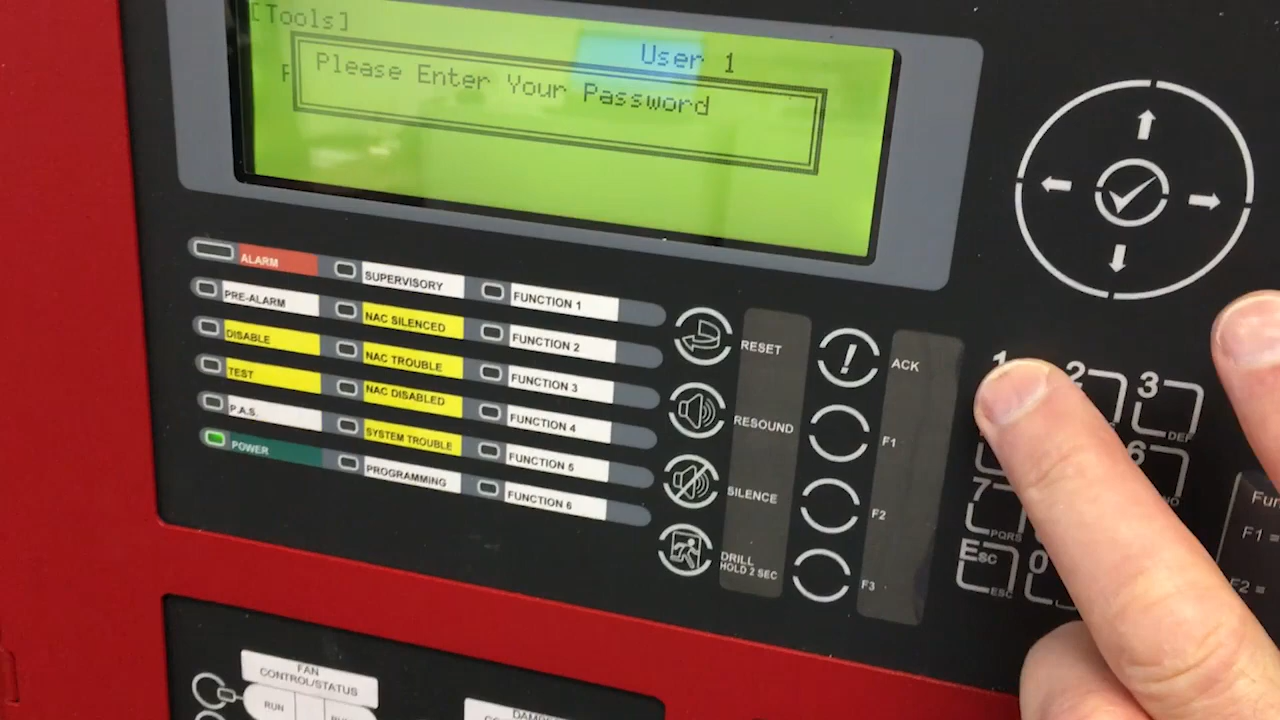 [Tools]
User 1
Please Enter Your Password
ALARM
PRE-ALARM
DISABLE
TEST
P.A.S.
POWER
SUPERVISORY
NAC SILENCED
NAC TROUBLE
NAC DISABLED
SYSTEM TROUBLE
PROGRAMMING
FUNCTION 1
FUNCTION 2
FUNCTION 3
FUNCTION 4
FUNCTION 5
FUNCTION 6
RESET
RESOUND
SILENCE
DRILL
HOLD 2 SEC
ACK
F1
F2
F3
1
2
3
DEF
6
7
PQRS
Esc
ESC
0
F1 =
F2 =
FAN
CONTROL/STATUS
RUN